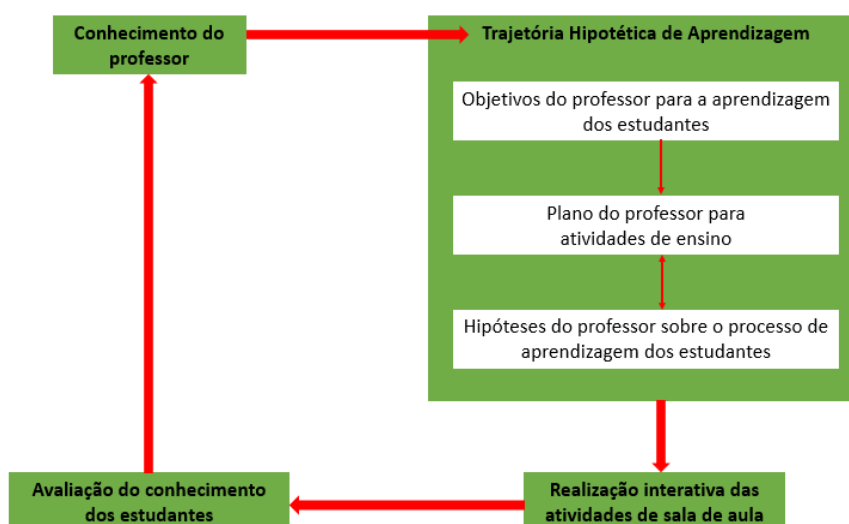 Conhecimento do
professor
Trajetória Hipotética de Aprendizagem
Objetivos do professor para a aprendizagem
dos estudantes
Plano do professor para
atividades de ensino
Hipóteses do professor sobre o processo de
aprendizagem dos estudantes
Avaliação do conhecimento
dos estudantes
Realização interativa das
atividades de sala de aula